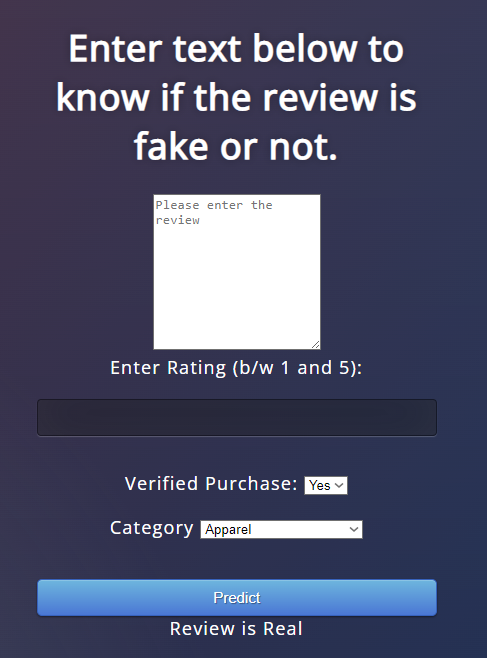 Enter text below to
know if the review is
fake or not.
Please enter the
review
Enter Rating (b/w 1 and 5):
Verified Purchase: Yes
Category Apparel
Predict
Review is Real